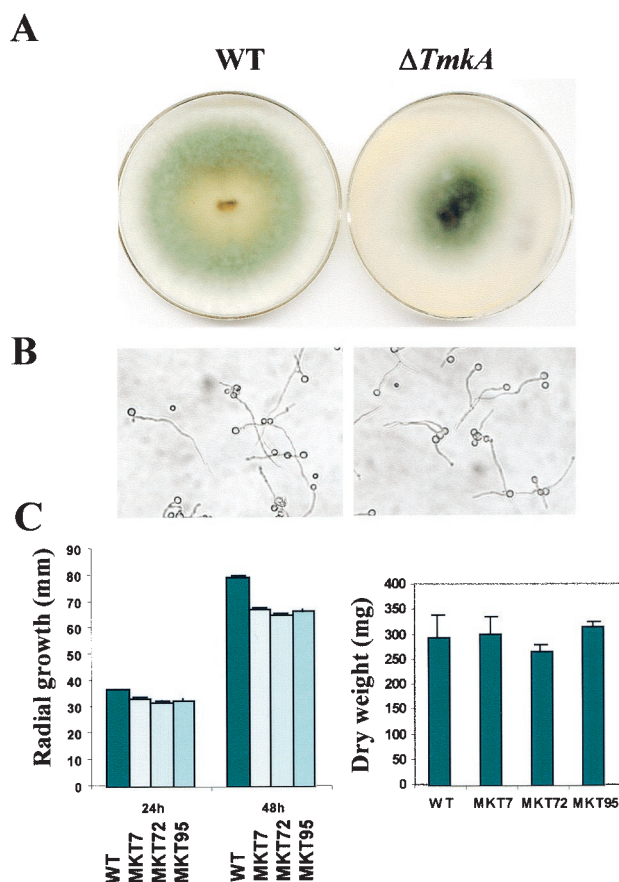 A
WT
ΔTmkA
B
C
Radial growth (mm)
90
80
70
60
50
40
30
20
10
0
24h
48h
WT
MKT7
MKT72
MKT95
WT
MKT7
MKT72
MKT95
Dry weight (mg)
400
350
300
250
200
150
100
50
0
WT
MKT7
MKT72
MKT95